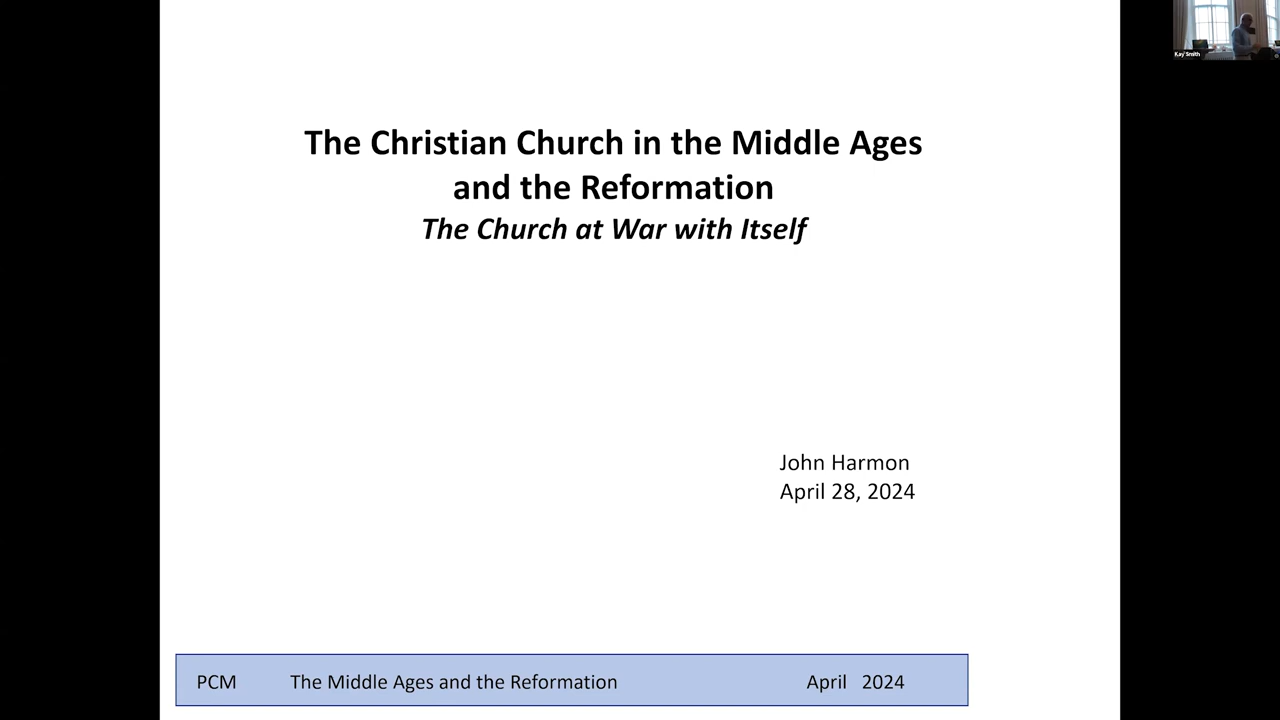 The Christian Church in the Middle Ages
and the Reformation
The Church at War with Itself
John Harmon
April 28, 2024
PCM The Middle Ages and the Reformation April 2024
Kay Smith